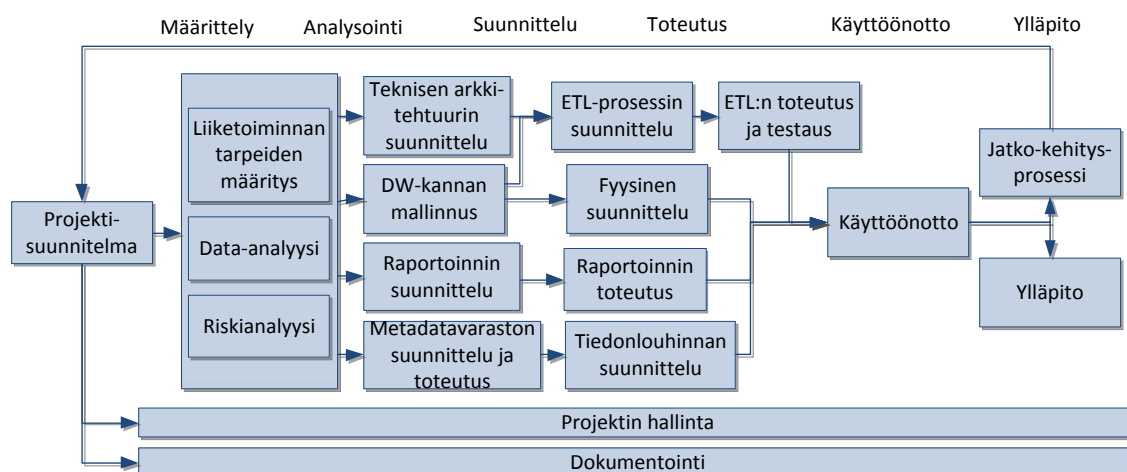 Määrittely
Analysointi
Suunnittelu
Toteutus
Käyttöönotto
Ylläpito
Projekti-
suunnitelma
Liiketoiminnan
tarpeiden
määritys
Data-analyysi
Riskianalyysi
Teknisen arkki-
tehtuurin
suunnittelu
DW-kannan
mallinnus
Raportoinnin
suunnittelu
Metadatavaraston
suunnittelu ja
toteutus
ETL-prosessin
suunnittelu
Fyysinen
suunnittelu
Raportoinnin
toteutus
Tiedonlouhinnan
suunnittelu
ETL:n toteutus
ja testaus
Käyttöönotto
Jatko-kehitys-
prosessi
Ylläpito
Projektin hallinta
Dokumentointi